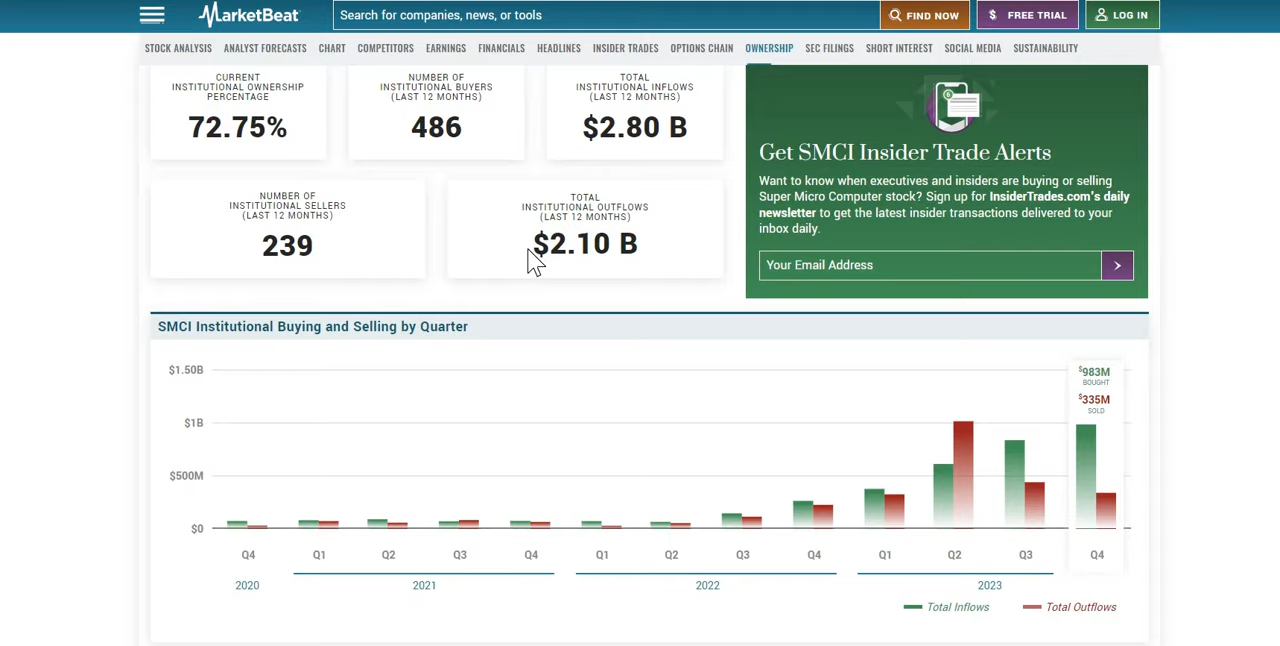 MarketBeat
Search for companies, news, or tools
FIND NOW
$ FREE TRIAL
LOG IN
STOCK ANALYSIS ANALYST FORECASTS CHART COMPETITORS EARNINGS FINANCIALS HEADLINES INSIDER TRADES OPTIONS CHAIN OWNERSHIP SEC FILINGS SHORT INTEREST SOCIAL MEDIA SUSTAINABILITY
CURRENT
INSTITUTIONAL OWNERSHIP
PERCENTAGE
72.75%
NUMBER OF
INSTITUTIONAL BUYERS
(LAST 12 MONTHS)
486
TOTAL
INSTITUTIONAL INFLOWS
(LAST 12 MONTHS)
$2.80 B
NUMBER OF
INSTITUTIONAL SELLERS
(LAST 12 MONTHS)
239
TOTAL
INSTITUTIONAL OUTFLOWS
(LAST 12 MONTHS)
$2.10 B
Get SMCI Insider Trade Alerts
Want to know when executives and insiders are buying or selling
Super Micro Computer stock? Sign up for InsiderTrades.com's daily
newsletter to get the latest insider transactions delivered to your
inbox daily.
Your Email Address
SMCI Institutional Buying and Selling by Quarter
$1.50B
$1B
$500M
$0
$983M
BOUGHT
$335M
SOLD
Q4 Q1 Q2 Q3 Q4 Q1 Q2 Q3 Q4 Q1 Q2 Q3 Q4
2020 2021 2022 2023
Total Inflows Total Outflows